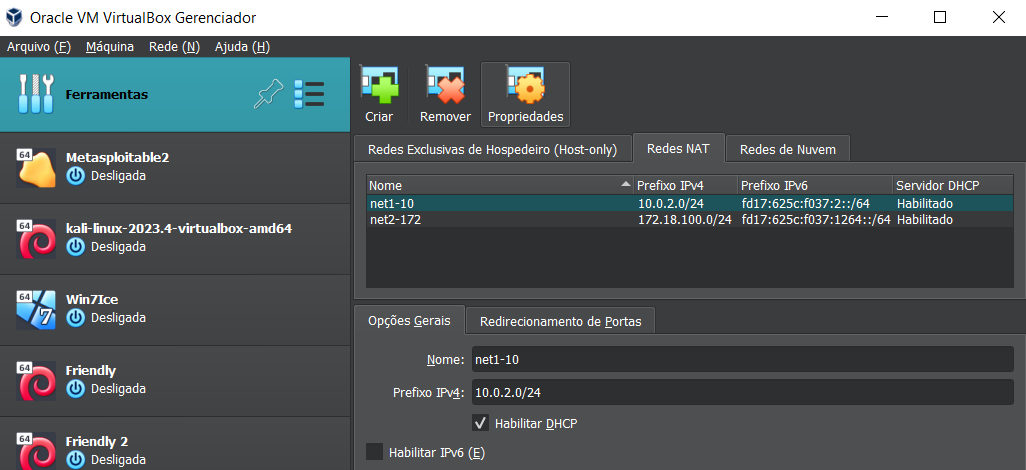 Oracle VM VirtualBox Gerenciador
Arquivo (F) Máquina Rede (N) Ajuda (H)
Ferramentas
Criar Remover Propriedades
64
Metasploitable2
Desligada
64
kali-linux-2023.4-virtualbox-amd64
Desligada
64
7
Win7Ice
Desligada
64
Friendly
Desligada
64
Friendly 2
Desligada
Redes Exclusivas de Hospedeiro (Host-only) Redes NAT Redes de Nuvem
Nome Prefixo IPv4 Prefixo IPv6 Servidor DHCP
net1-10 10.0.2.0/24 fd17:625c:f037:2::/64 Habilitado
net2-172 172.18.100.0/24 fd17:625c:f037:1264::/64 Habilitado
Opções Gerais Redirecionamento de Portas
Nome: net1-10
Prefixo IPv4: 10.0.2.0/24
Habilitar DHCP
Habilitar IPv6 (E)